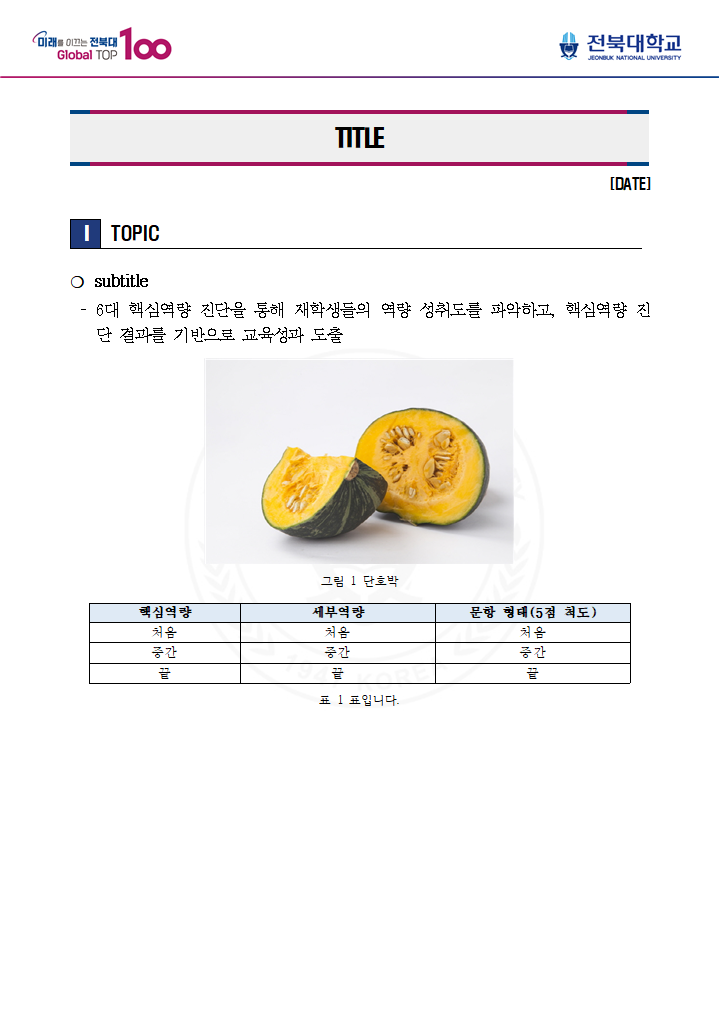 미래를 이끄는 전북대
Global TOP 100
전북대학교
JEONBUK NATIONAL UNIVERSITY
TITLE
[DATE]
I TOPIC
❍ subtitle
- 6대 핵심역량 진단을 통해 재학생들의 역량 성취도를 파악하고, 핵심역량 진
단 결과를 기반으로 교육성과 도출
그림 1 단호박
핵심역량 세부역량 문항 형태(5점 척도)
처음 처음 처음
중간 중간 중간
끝 끝 끝
표 1 표입니다.